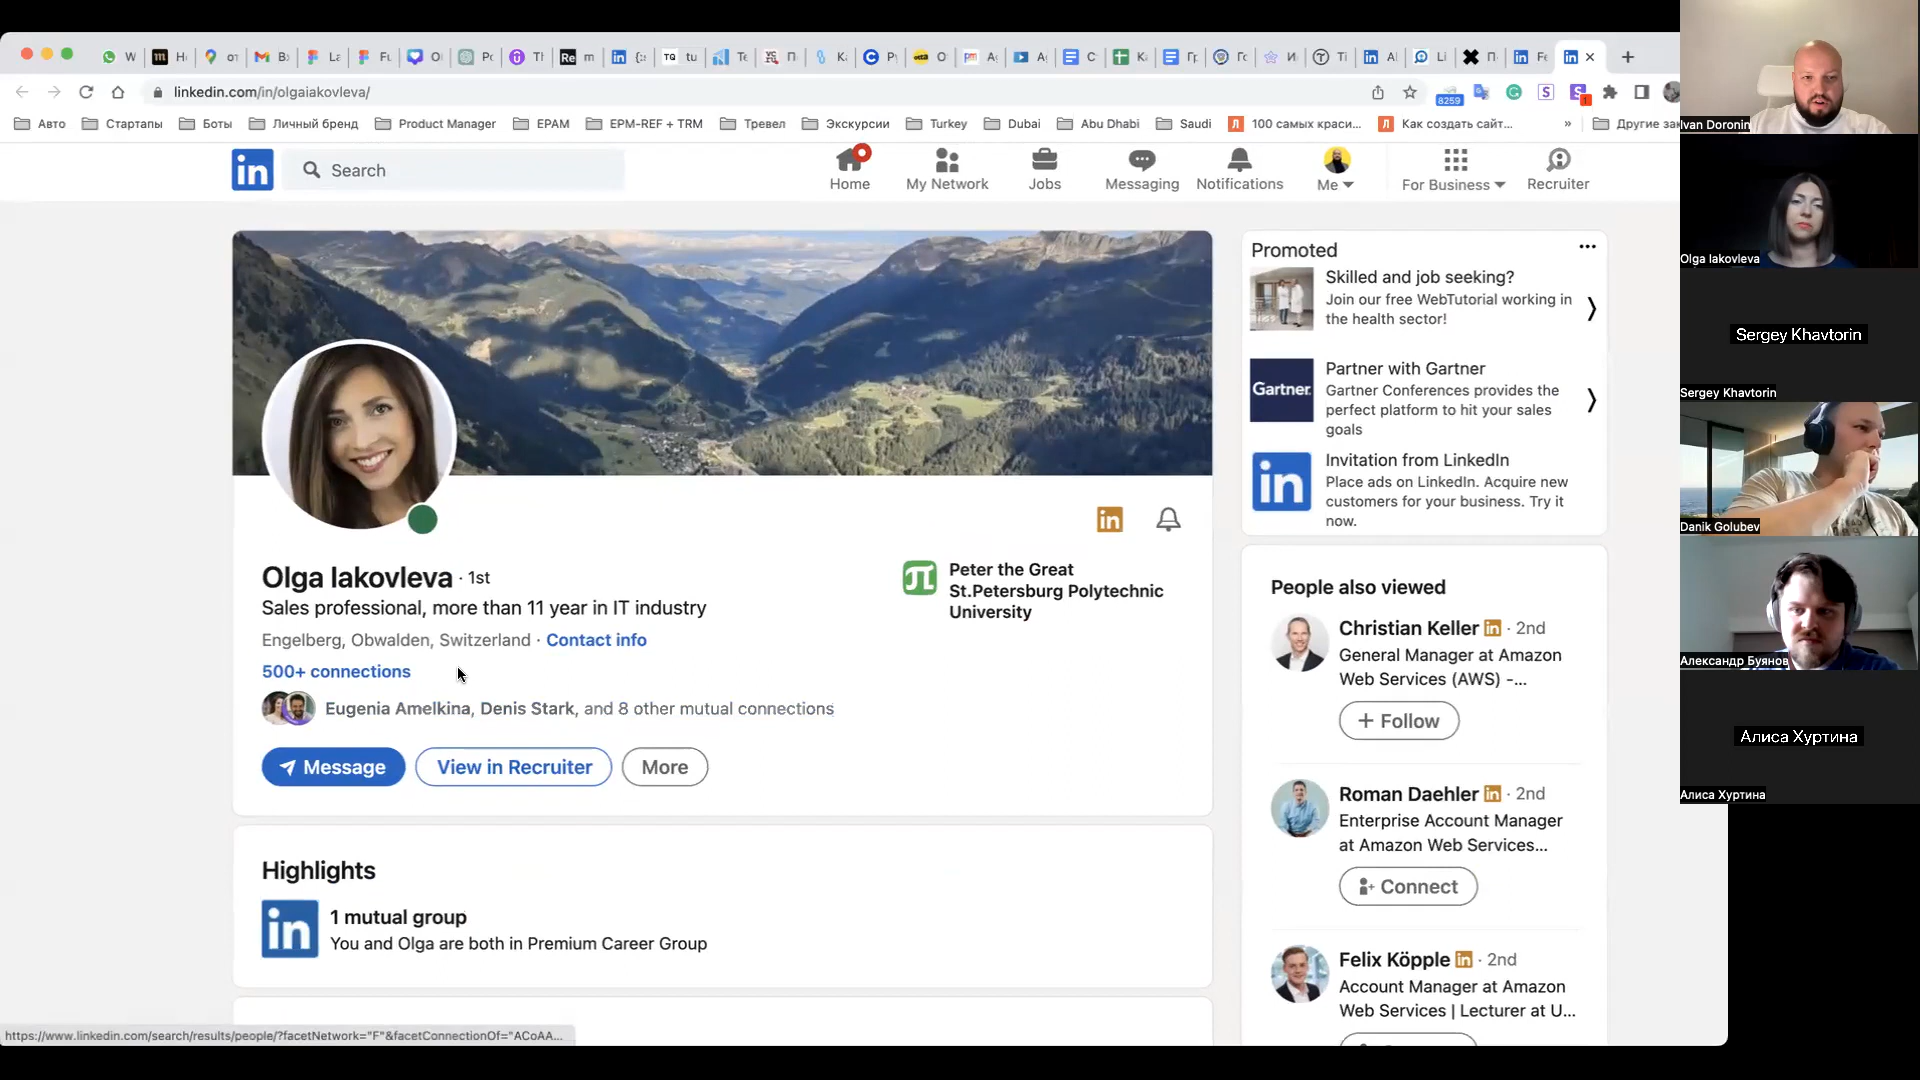 linkedin.com/in/olgaiakovleva/
8259
1
Авто
Стартапы
Боты
Личный бренд
Product Manager
EPAM
EPM-REF + TRM
Тревел
Экскурсии
Turkey
Dubai
Abu Dhabi
Saudi
100 самых краси...
Как создать сайт...
»
in
Search
Home
My Network
Jobs
Messaging
Notifications
Me
For Business
Recruiter
Olga Iakovleva · 1st
Sales professional, more than 11 year in IT industry
Engelberg, Obwalden, Switzerland · Contact info
500+ connections
Eugenia Amelkina, Denis Stark, and 8 other mutual connections
Message
View in Recruiter
More
in
Peter the Great
St.Petersburg Polytechnic
University
Highlights
in
1 mutual group
You and Olga are both in Premium Career Group
https://www.linkedin.com/search/results/people/?facetNetwork="F"&facetConnectionOf="ACoAA...
Promoted
Skilled and job seeking?
Join our free WebTutorial working in
the health sector!
Gartner
Partner with Gartner
Gartner Conferences provides the
perfect platform to hit your sales
goals
in
Invitation from LinkedIn
Place ads on LinkedIn. Acquire new
customers for your business. Try it
now.
People also viewed
Christian Keller in · 2nd
General Manager at Amazon
Web Services (AWS) -...
+ Follow
Roman Daehler in · 2nd
Enterprise Account Manager
at Amazon Web Services...
Connect
Felix Köpple in · 2nd
Account Manager at Amazon
Web Services | Lecturer at U...
Ivan Doronin
Olga Iakovleva
Sergey Khavtorin
Sergey Khavtorin
Danik Golubev
Александр Буянов
Алиса Хуртина
Алиса Хуртина